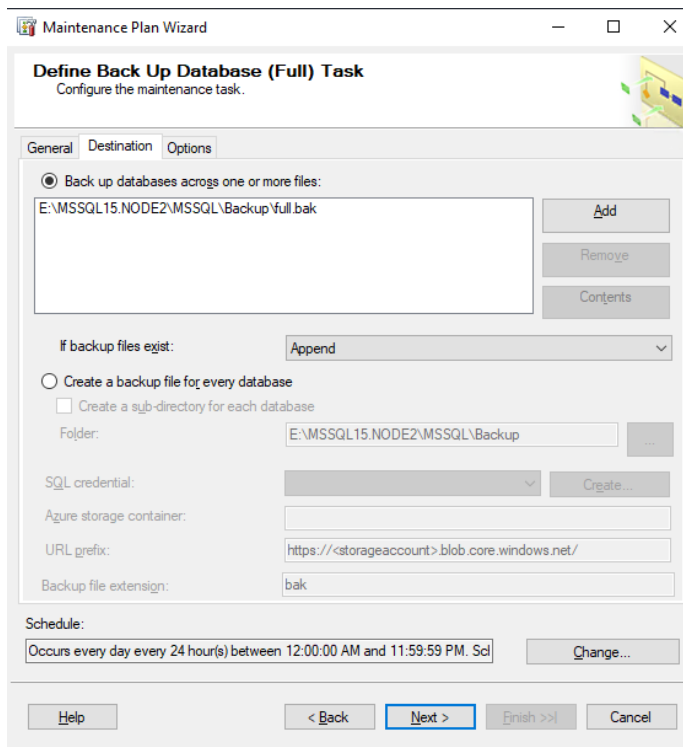 Maintenance Plan Wizard
Define Back Up Database (Full) Task
Configure the maintenance task.
General Destination Options
Back up databases across one or more files:
E:\MSSQL15.NODE2\MSSQL\Backup\full.bak
Add
Remove
Contents
If backup files exist:
Append
Create a backup file for every database
Create a sub-directory for each database
Folder:
E:\MSSQL15.NODE2\MSSQL\Backup
...
SQL credential:
Create...
Azure storage container:
URL prefix:
https://<storageaccount>.blob.core.windows.net/
Backup file extension:
bak
Schedule:
Occurs every day every 24 hour(s) between 12:00:00 AM and 11:59:59 PM. Scl
Change...
Help
< Back
Next >
Finish >>|
Cancel